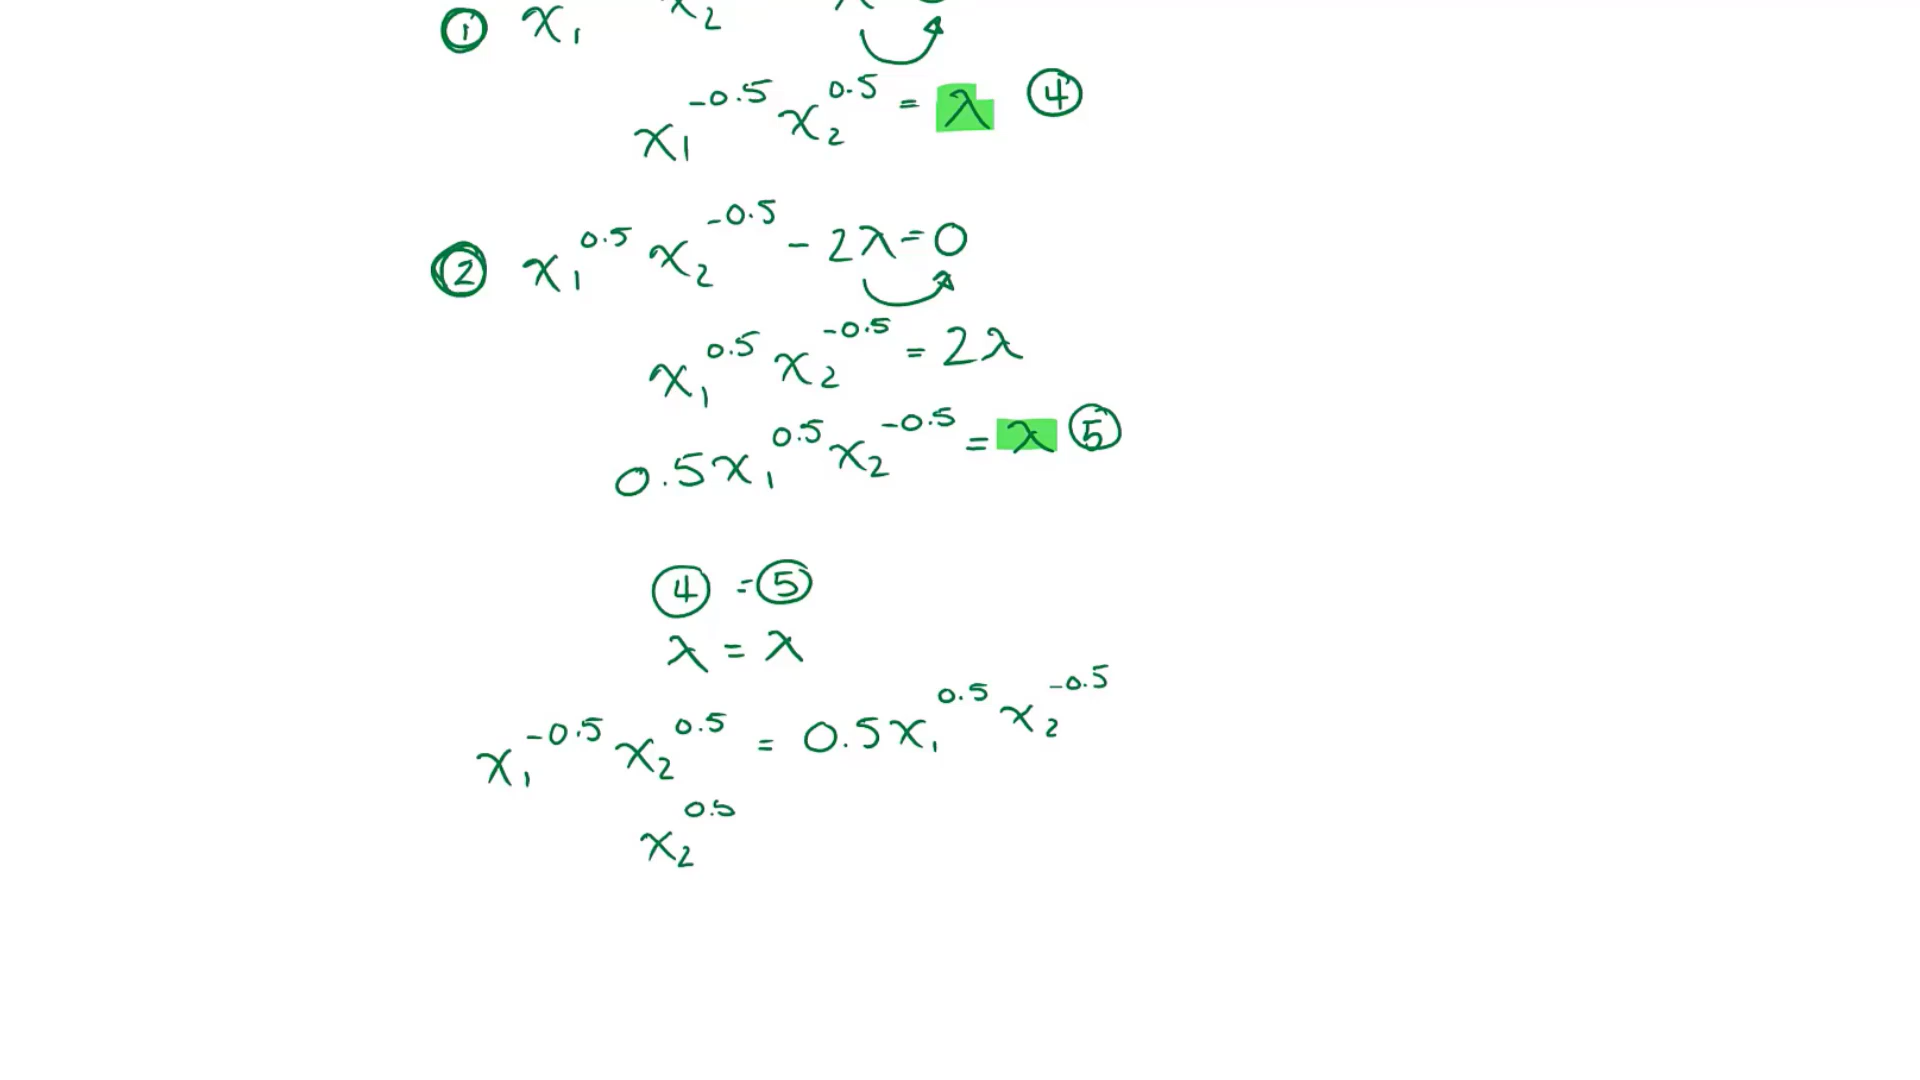 ① x₁ x₂ λ
x₁^-0.5 x₂^0.5 = λ ④
② x₁^0.5 x₂^-0.5 - 2λ = 0
x₁^0.5 x₂^-0.5 = 2λ
0.5x₁^0.5 x₂^-0.5 = λ ⑤
④ = ⑤
λ = λ
x₁^-0.5 x₂^0.5 = 0.5x₁^0.5 x₂^-0.5
x₂^0.5